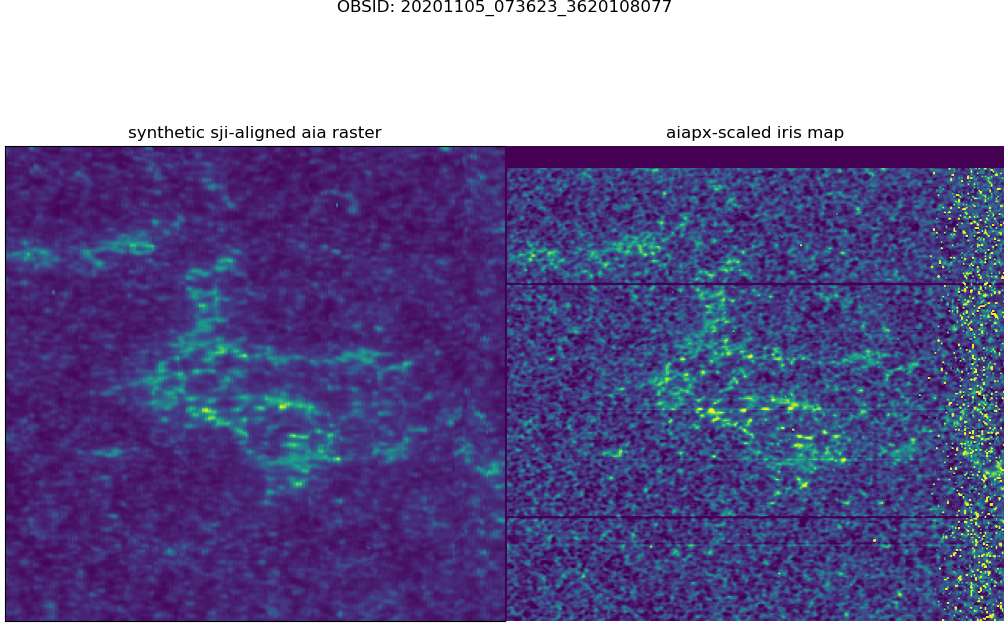 OBSID: 20201105_073623_3620108077
synthetic sji-aligned aia raster
aiapx-scaled iris map